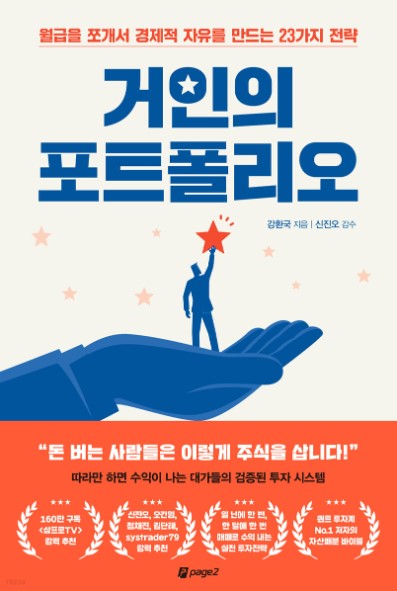 월급을 쪼개서 경제적 자유를 만드는 23가지 전략
거인의
포트폴리오
강환국 지음 | 신진오 감수
“돈 버는 사람들은 이렇게 주식을 삽니다!”
따라만 하면 수익이 나는 대가들의 검증된 투자 시스템
160만 구독
<삼프로TV>
강력 추천
신진오, 오건영,
정채진, 김단테,
systrader79
강력 추천
일 년에 한 번,
한 달에 한 번
매매로 수익 내는
실전 투자전략
퀀트 투자계
No.1 저자의
자산배분 바이블
page2